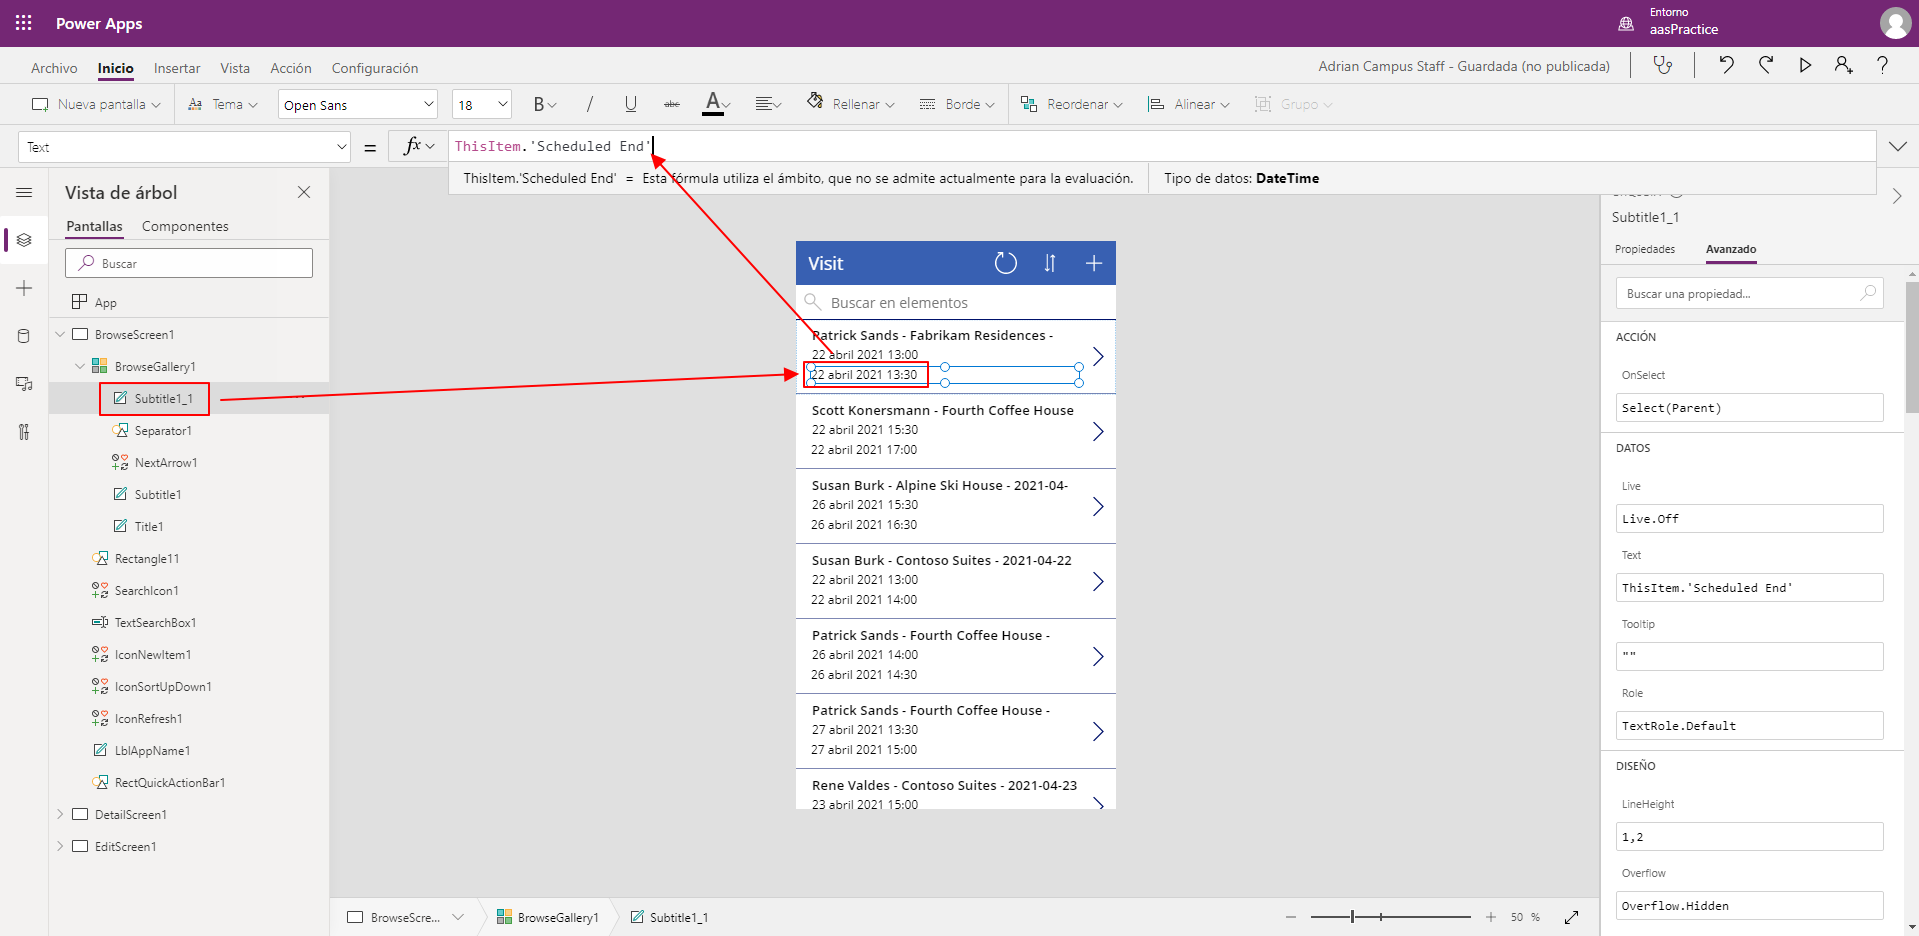 Power Apps
Entorno
aasPractice
Archivo Inicio Insertar Vista Acción Configuración
Adrian Campus Staff - Guardada (no publicada)
Nueva pantalla Tema Open Sans 18 B / U abc A Rellenar Borde Reordenar Alinear Grupo
Text = fx ThisItem.'Scheduled End'
ThisItem.'Scheduled End' = Esta fórmula utiliza el ámbito, que no se admite actualmente para la evaluación. Tipo de datos: DateTime
Vista de árbol
Pantallas Componentes
Buscar
App
BrowseScreen1
BrowseGallery1
Subtitle1_1
Separator1
NextArrow1
Subtitle1
Title1
Rectangle11
SearchIcon1
TextSearchBox1
IconNewItem1
IconSortUpDown1
IconRefresh1
LblAppName1
RectQuickActionBar1
DetailScreen1
EditScreen1
Visit
Buscar en elementos
Patrick Sands - Fabrikam Residences -
22 abril 2021 13:00
22 abril 2021 13:30
Scott Konersmann - Fourth Coffee House
22 abril 2021 15:30
22 abril 2021 17:00
Susan Burk - Alpine Ski House - 2021-04-
26 abril 2021 15:30
26 abril 2021 16:30
Susan Burk - Contoso Suites - 2021-04-22
22 abril 2021 13:00
22 abril 2021 14:00
Patrick Sands - Fourth Coffee House -
26 abril 2021 14:00
26 abril 2021 14:30
Patrick Sands - Fourth Coffee House -
27 abril 2021 13:30
27 abril 2021 15:00
Rene Valdes - Contoso Suites - 2021-04-23
23 abril 2021 15:00
Subtitle1_1
Propiedades Avanzado
Buscar una propiedad...
ACCIÓN
OnSelect
Select(Parent)
DATOS
Live
Live.Off
Text
ThisItem.'Scheduled End'
Tooltip
""
Role
TextRole.Default
DISEÑO
LineHeight
1,2
Overflow
Overflow.Hidden
BrowseScre... BrowseGallery1 Subtitle1_1
50 %